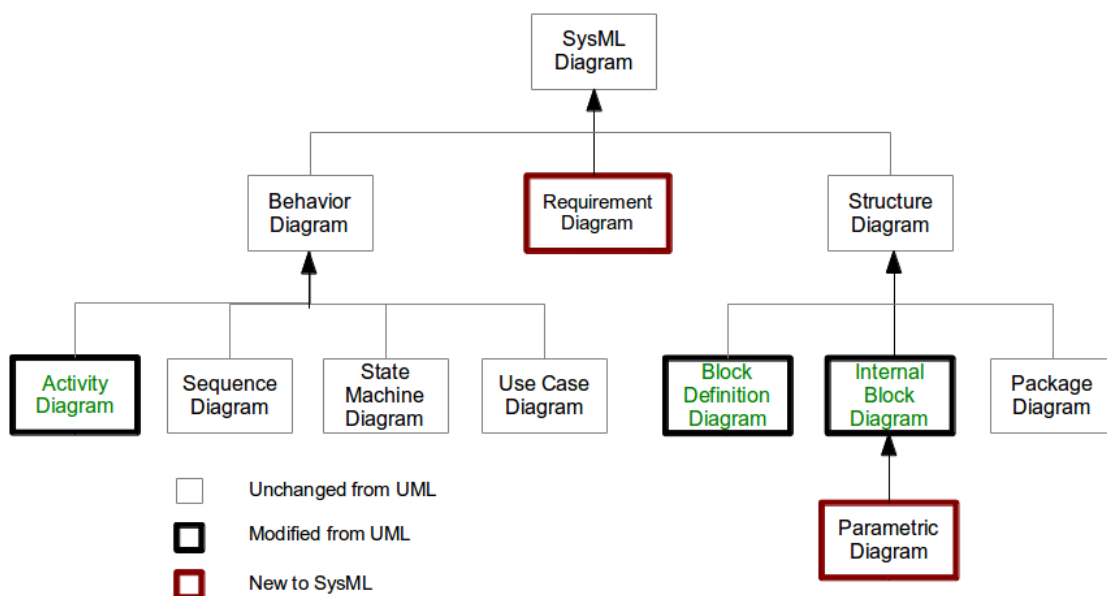 SysML
Diagram
Behavior
Diagram
Requirement
Diagram
Structure
Diagram
Activity
Diagram
Sequence
Diagram
State
Machine
Diagram
Use Case
Diagram
Block
Definition
Diagram
Internal
Block
Diagram
Package
Diagram
Parametric
Diagram
Unchanged from UML
Modified from UML
New to SysML